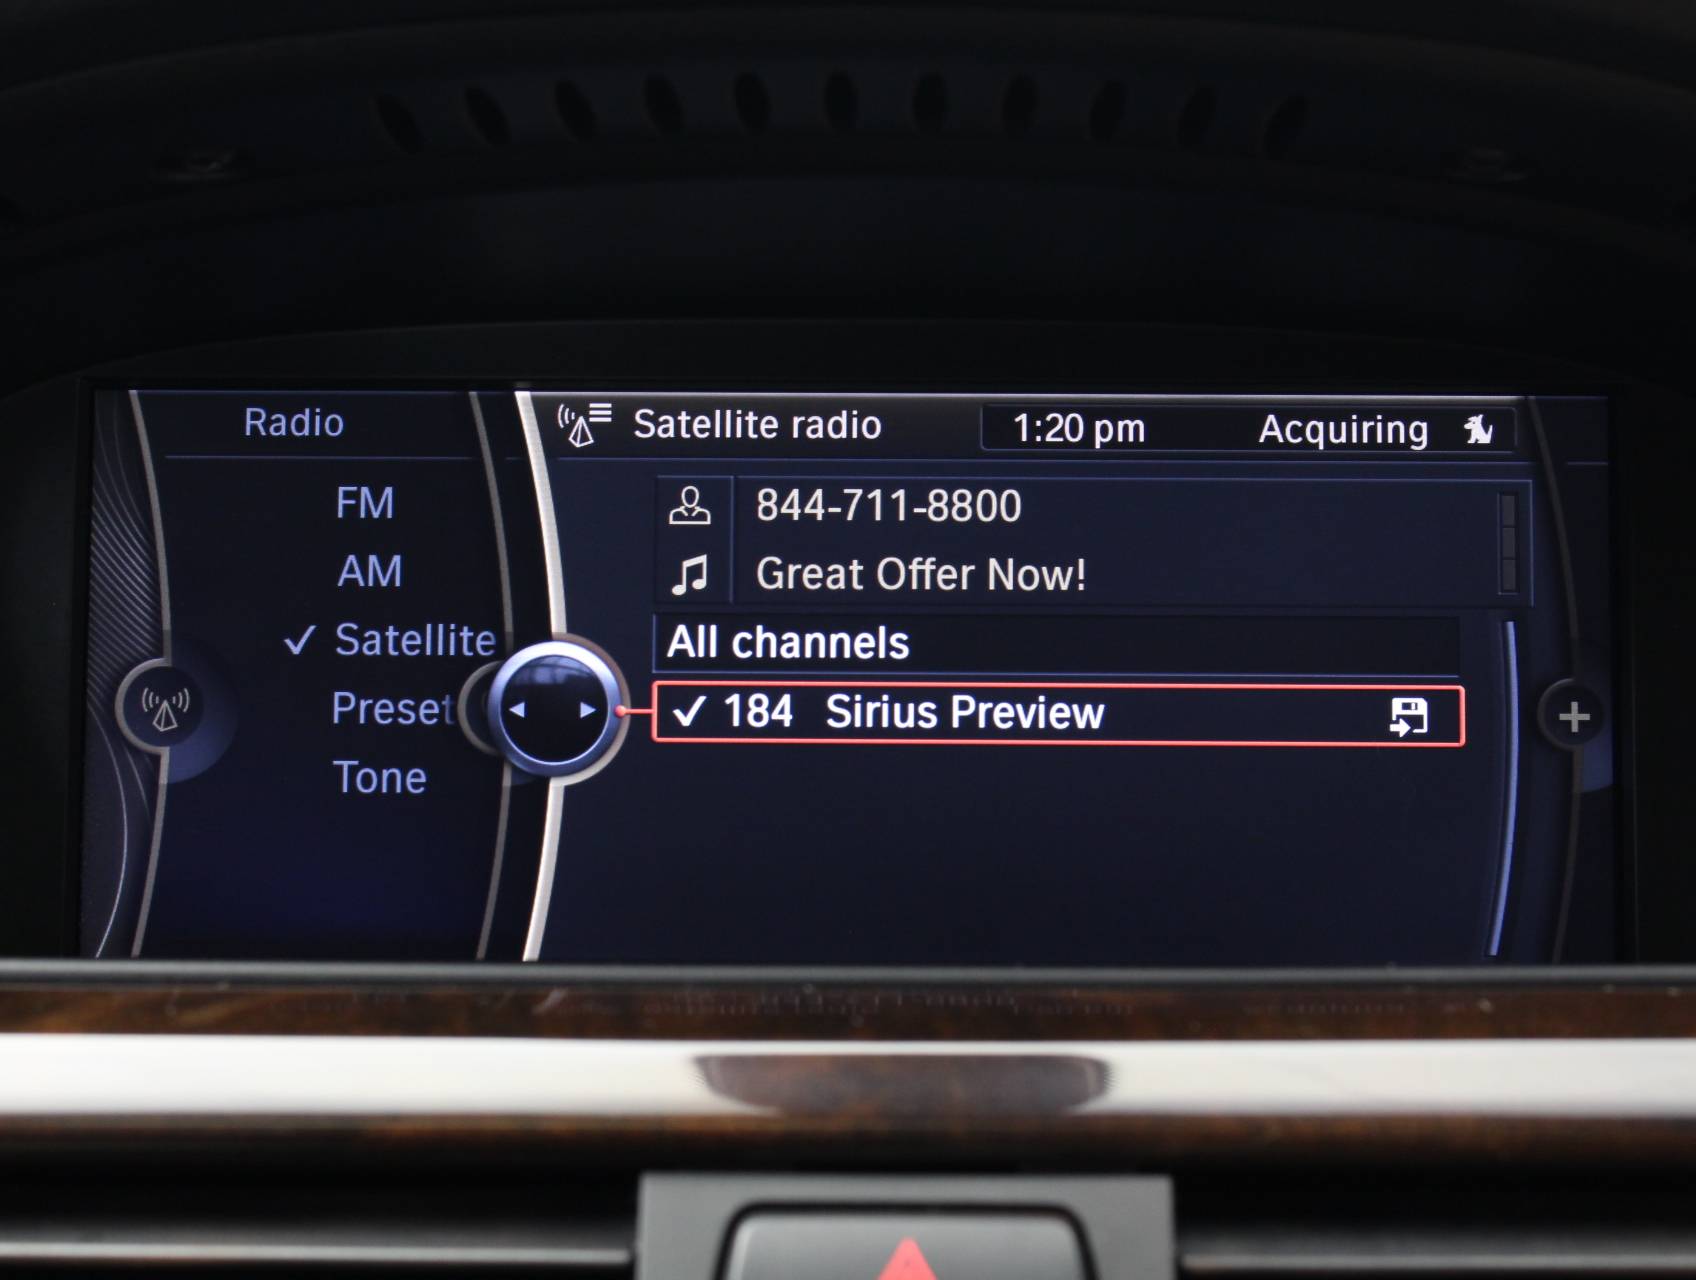 Radio
Satellite radio
1:20 pm
Acquiring
FM
AM
Satellite
Preset
Tone
844-711-8800
Great Offer Now!
All channels
184 Sirius Preview